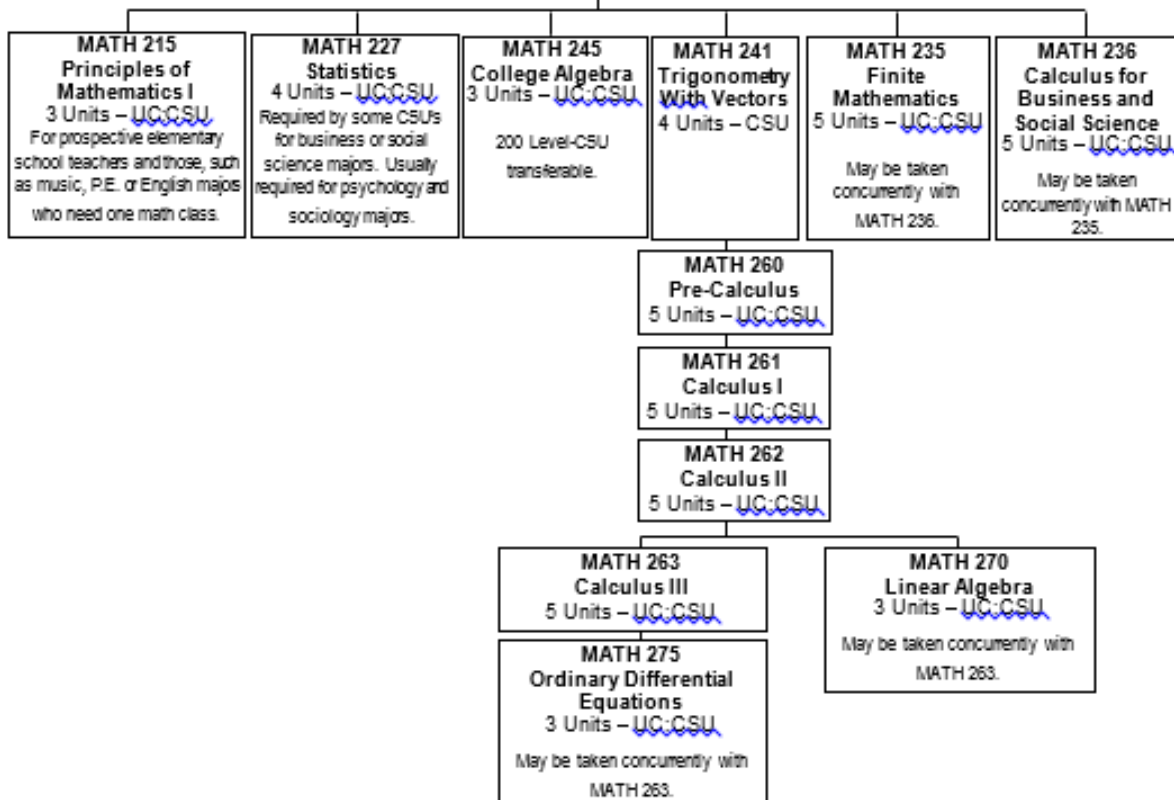 MATH 215
Principles of
Mathematics I
3 Units – UC:CSU
For prospective elementary
school teachers and those, such
as music, P.E. or English majors
who need one math class.
MATH 227
Statistics
4 Units – UC:CSU
Required by some CSU's
for business or social
science majors. Usually
required for psychology and
sociology majors.
MATH 245
College Algebra
3 Units – UC:CSU
200 Level-CSU
transferable.
MATH 241
Trigonometry
With Vectors
4 Units – CSU
MATH 235
Finite
Mathematics
5 Units – UC:CSU
May be taken
concurrently with
MATH 236.
MATH 236
Calculus for
Business and
Social Science
5 Units – UC:CSU
May be taken
concurrently with MATH
235.
MATH 260
Pre-Calculus
5 Units – UC:CSU
MATH 261
Calculus I
5 Units – UC:CSU
MATH 262
Calculus II
5 Units – UC:CSU
MATH 263
Calculus III
5 Units – UC:CSU
MATH 270
Linear Algebra
3 Units – UC:CSU
May be taken concurrently with
MATH 263.
MATH 275
Ordinary Differential
Equations
3 Units – UC:CSU
May be taken concurrently with
MATH 263.